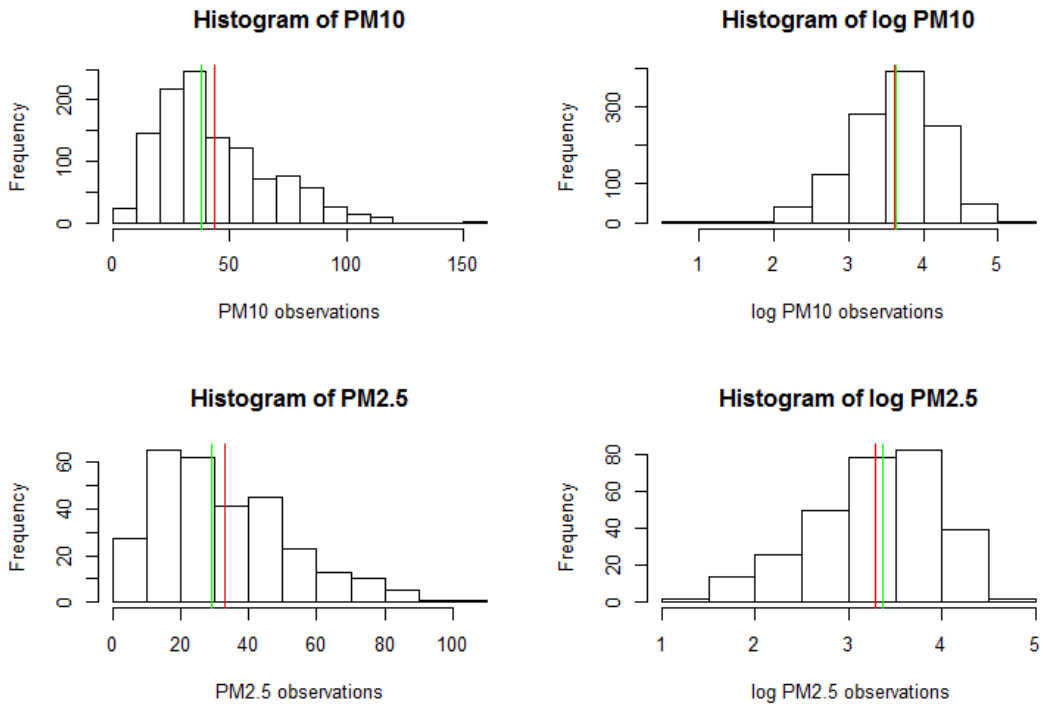 Histogram of PM10
Frequency
0
100
200
0
50
100
150
PM10 observations
Histogram of log PM10
Frequency
0
100
300
1
2
3
4
5
log PM10 observations
Histogram of PM2.5
Frequency
0
20
40
60
0
20
40
60
80
100
PM2.5 observations
Histogram of log PM2.5
Frequency
0
20
40
60
80
1
2
3
4
5
log PM2.5 observations